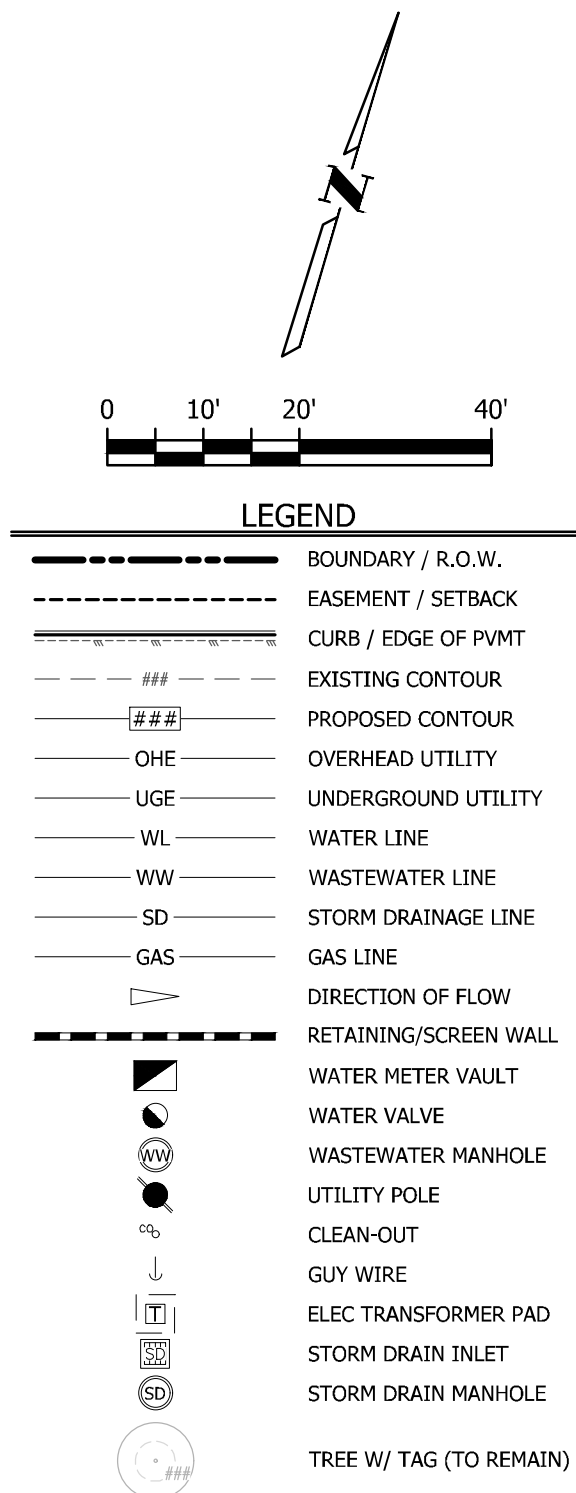 N
0 10' 20' 40'
LEGEND
BOUNDARY / R.O.W.
EASEMENT / SETBACK
CURB / EDGE OF PVMT
### EXISTING CONTOUR
### PROPOSED CONTOUR
OHE OVERHEAD UTILITY
UGE UNDERGROUND UTILITY
WL WATER LINE
WW WASTEWATER LINE
SD STORM DRAINAGE LINE
GAS GAS LINE
DIRECTION OF FLOW
RETAINING/SCREEN WALL
WATER METER VAULT
WATER VALVE
WW WASTEWATER MANHOLE
UTILITY POLE
CO CLEAN-OUT
GUY WIRE
T ELEC TRANSFORMER PAD
SD STORM DRAIN INLET
SD STORM DRAIN MANHOLE
### TREE W/ TAG (TO REMAIN)